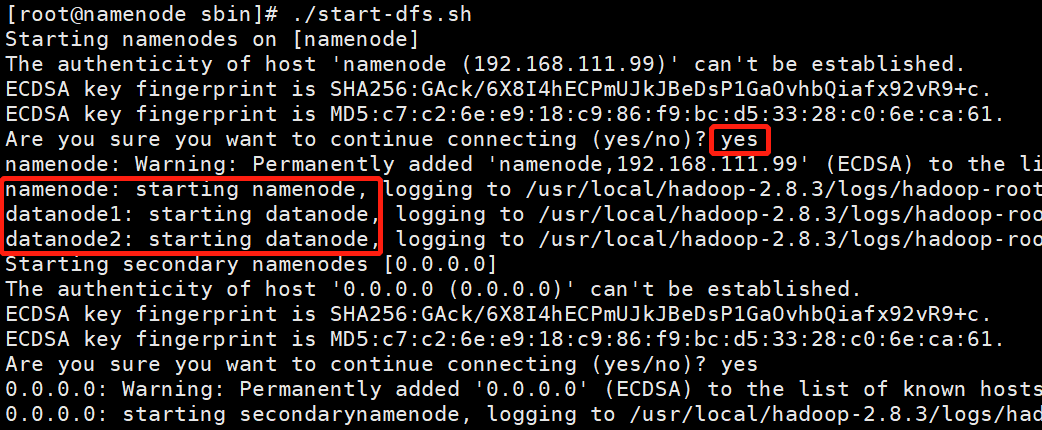 [root@namenode sbin]# ./start-dfs.sh
Starting namenodes on [namenode]
The authenticity of host 'namenode (192.168.111.99)' can't be established.
ECDSA key fingerprint is SHA256:GAck/6X8I4hECPmUJkJBeDsP1GaOvhbQiafx92vR9+c.
ECDSA key fingerprint is MD5:c7:c2:6e:e9:18:c9:86:f9:bc:d5:33:28:c0:6e:ca:61.
Are you sure you want to continue connecting (yes/no)? yes
namenode: Warning: Permanently added 'namenode,192.168.111.99' (ECDSA) to the li
namenode: starting namenode, logging to /usr/local/hadoop-2.8.3/logs/hadoop-root
datanode1: starting datanode, logging to /usr/local/hadoop-2.8.3/logs/hadoop-roo
datanode2: starting datanode, logging to /usr/local/hadoop-2.8.3/logs/hadoop-roo
Starting secondary namenodes [0.0.0.0]
The authenticity of host '0.0.0.0 (0.0.0.0)' can't be established.
ECDSA key fingerprint is SHA256:GAck/6X8I4hECPmUJkJBeDsP1GaOvhbQiafx92vR9+c.
ECDSA key fingerprint is MD5:c7:c2:6e:e9:18:c9:86:f9:bc:d5:33:28:c0:6e:ca:61.
Are you sure you want to continue connecting (yes/no)? yes
0.0.0.0: Warning: Permanently added '0.0.0.0' (ECDSA) to the list of known hosts
0.0.0.0: starting secondarynamenode, logging to /usr/local/hadoop-2.8.3/logs/had